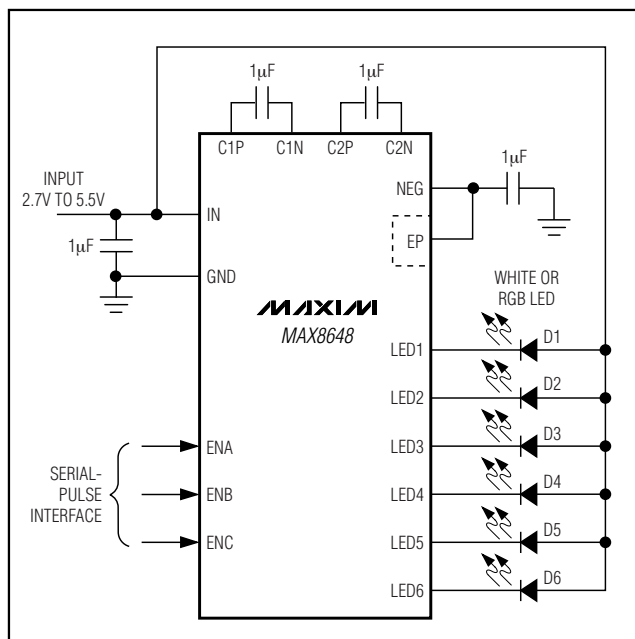 1μF
1μF
C1P
C1N
C2P
C2N
INPUT
2.7V TO 5.5V
IN
NEG
1μF
1μF
EP
GND
MAXIM
MAX8648
WHITE OR
RGB LED
LED1
D1
LED2
D2
ENA
LED3
D3
SERIAL-
PULSE
INTERFACE
ENB
LED4
D4
ENC
LED5
D5
LED6
D6